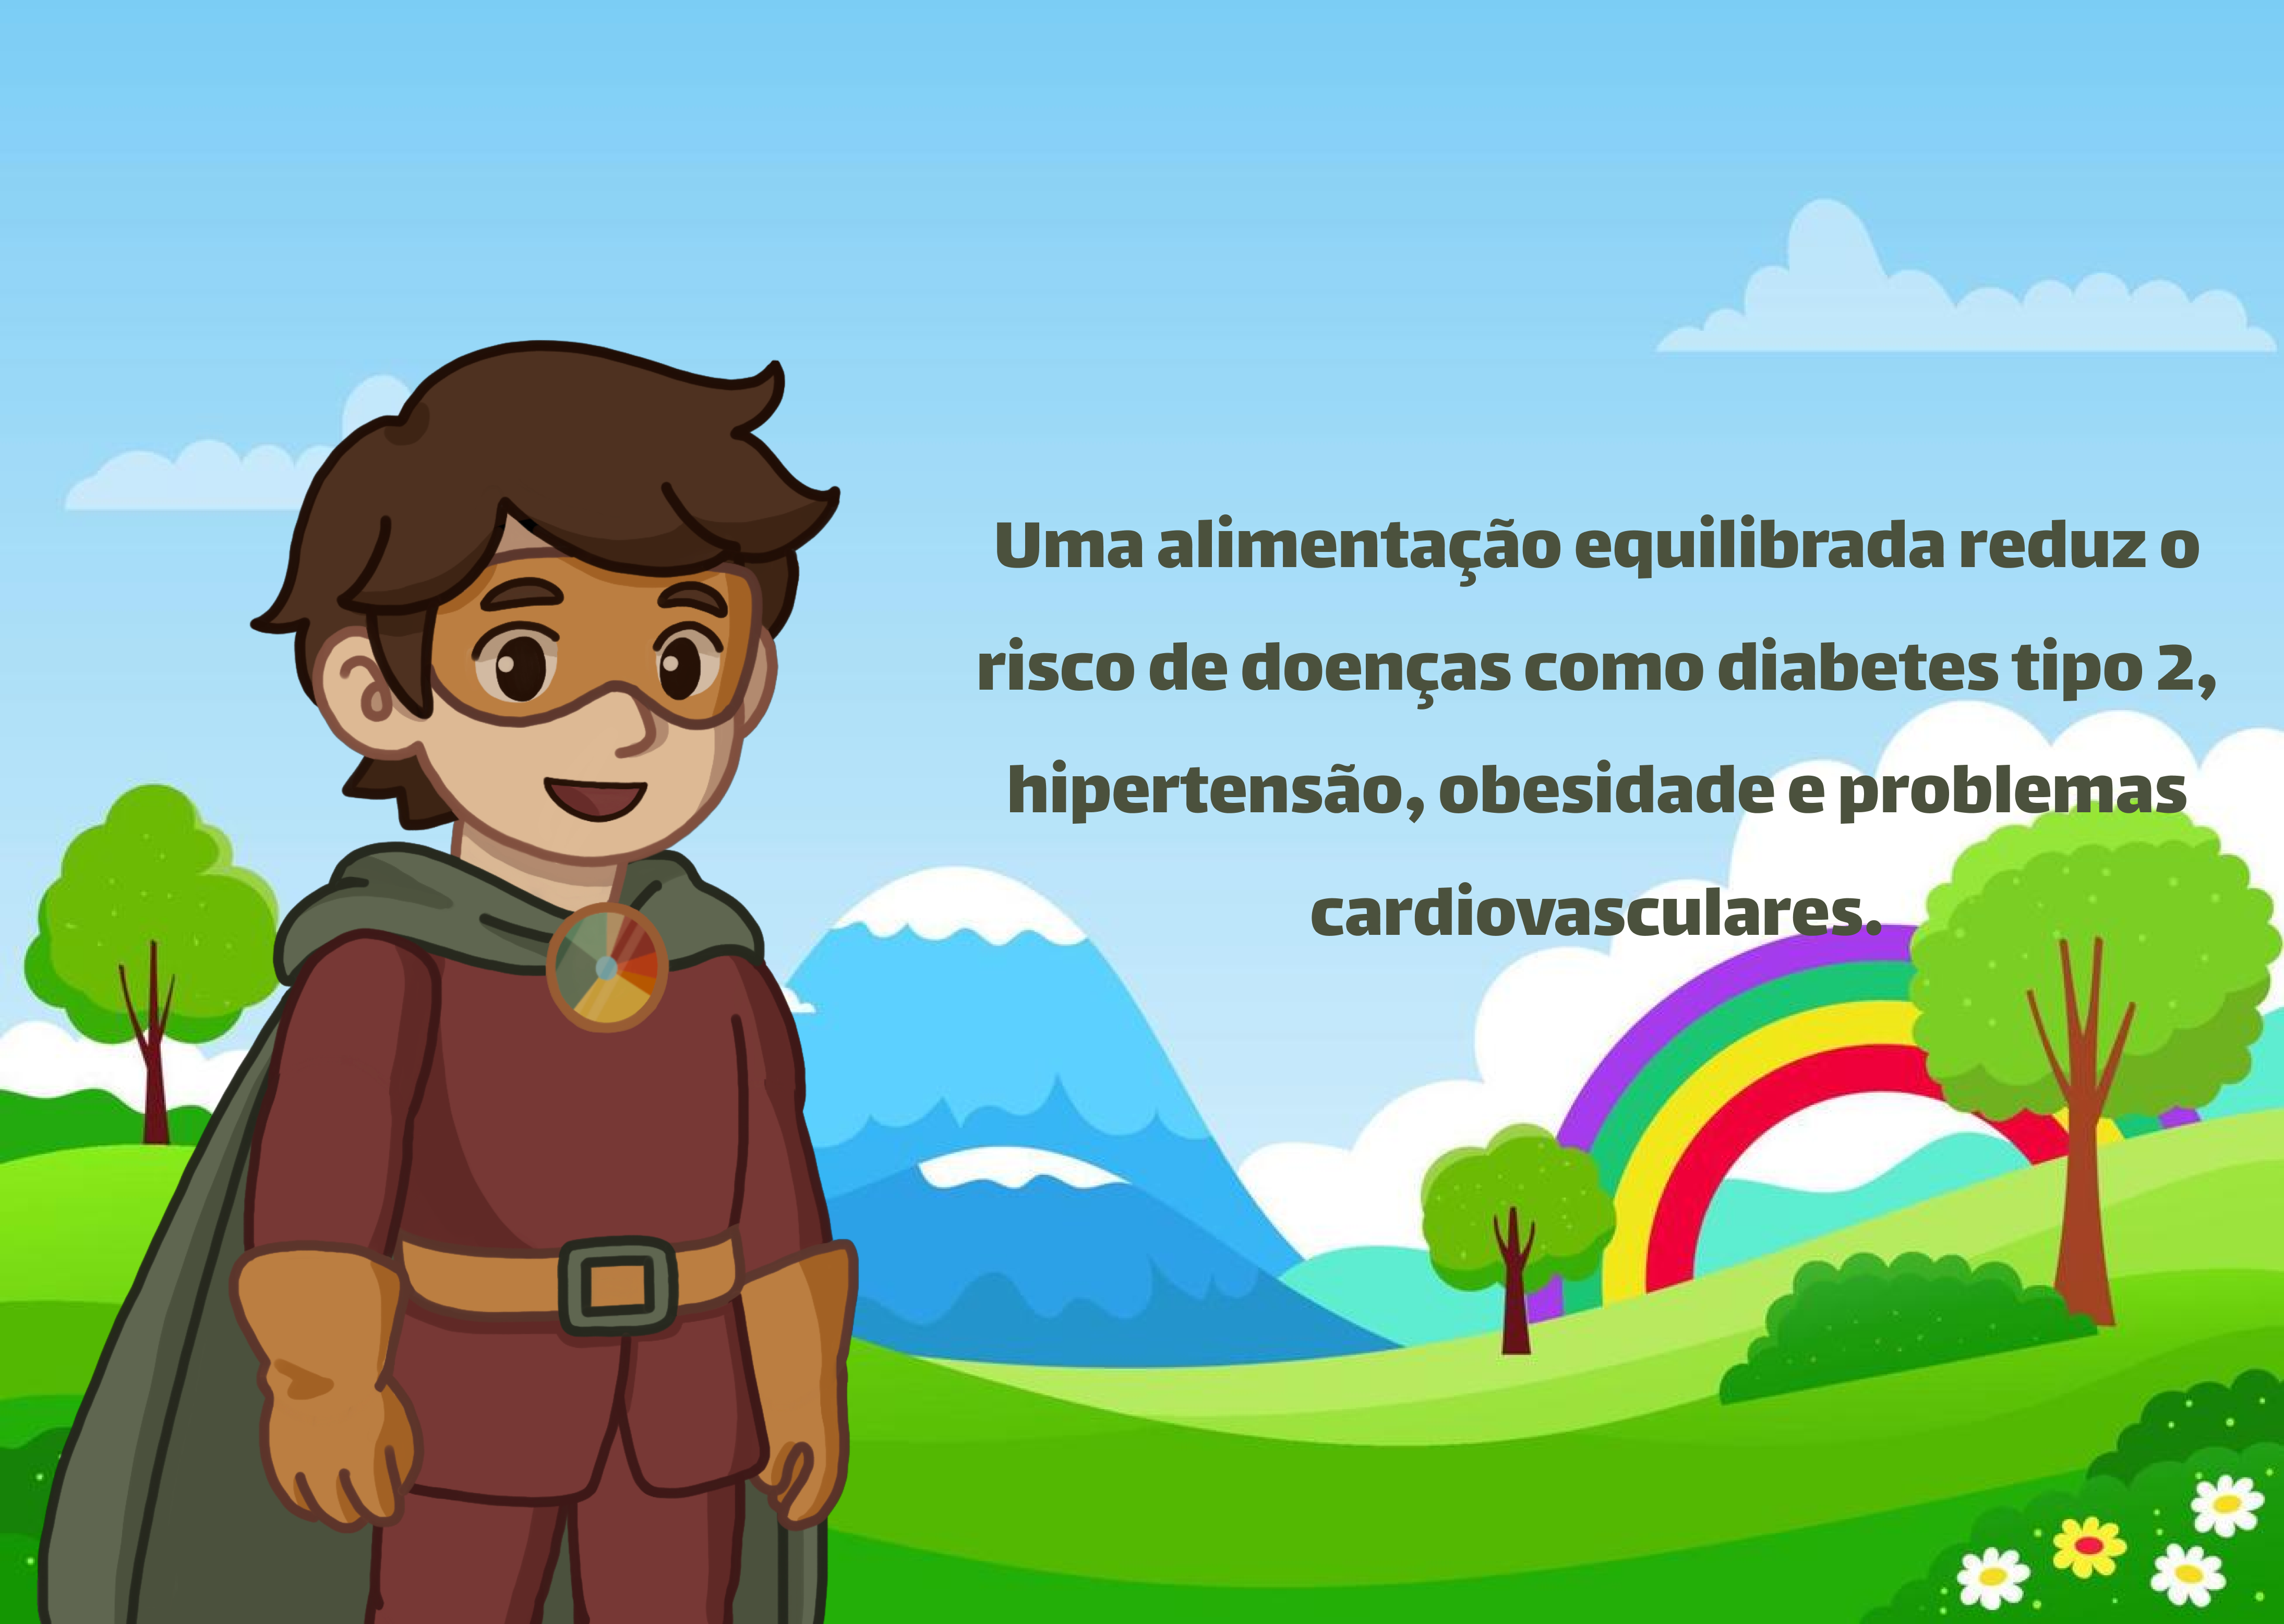 Uma alimentação equilibrada reduz o
risco de doenças como diabetes tipo 2,
hipertensão, obesidade e problemas
cardiovasculares.